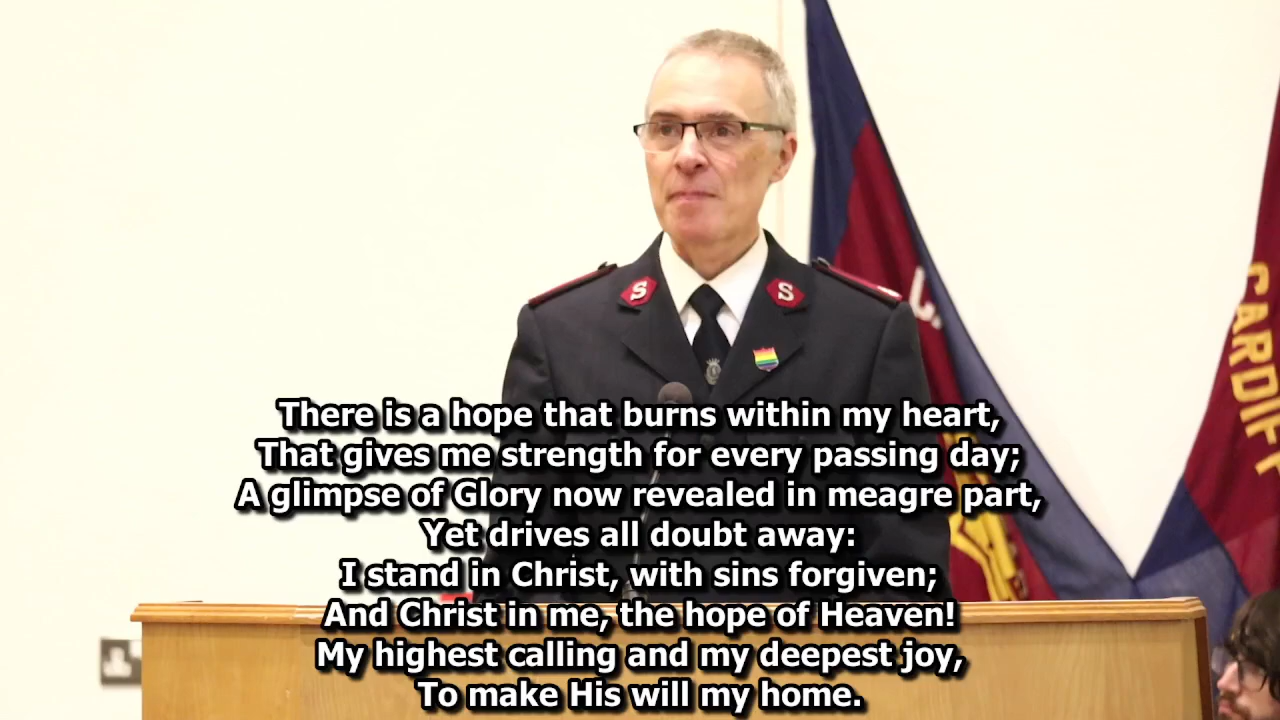 S S
CARDIFF
There is a hope that burns within my heart,
That gives me strength for every passing day;
A glimpse of Glory now revealed in meagre part,
Yet drives all doubt away:
I stand in Christ, with sins forgiven;
And Christ in me, the hope of Heaven!
My highest calling and my deepest joy,
To make His will my home.